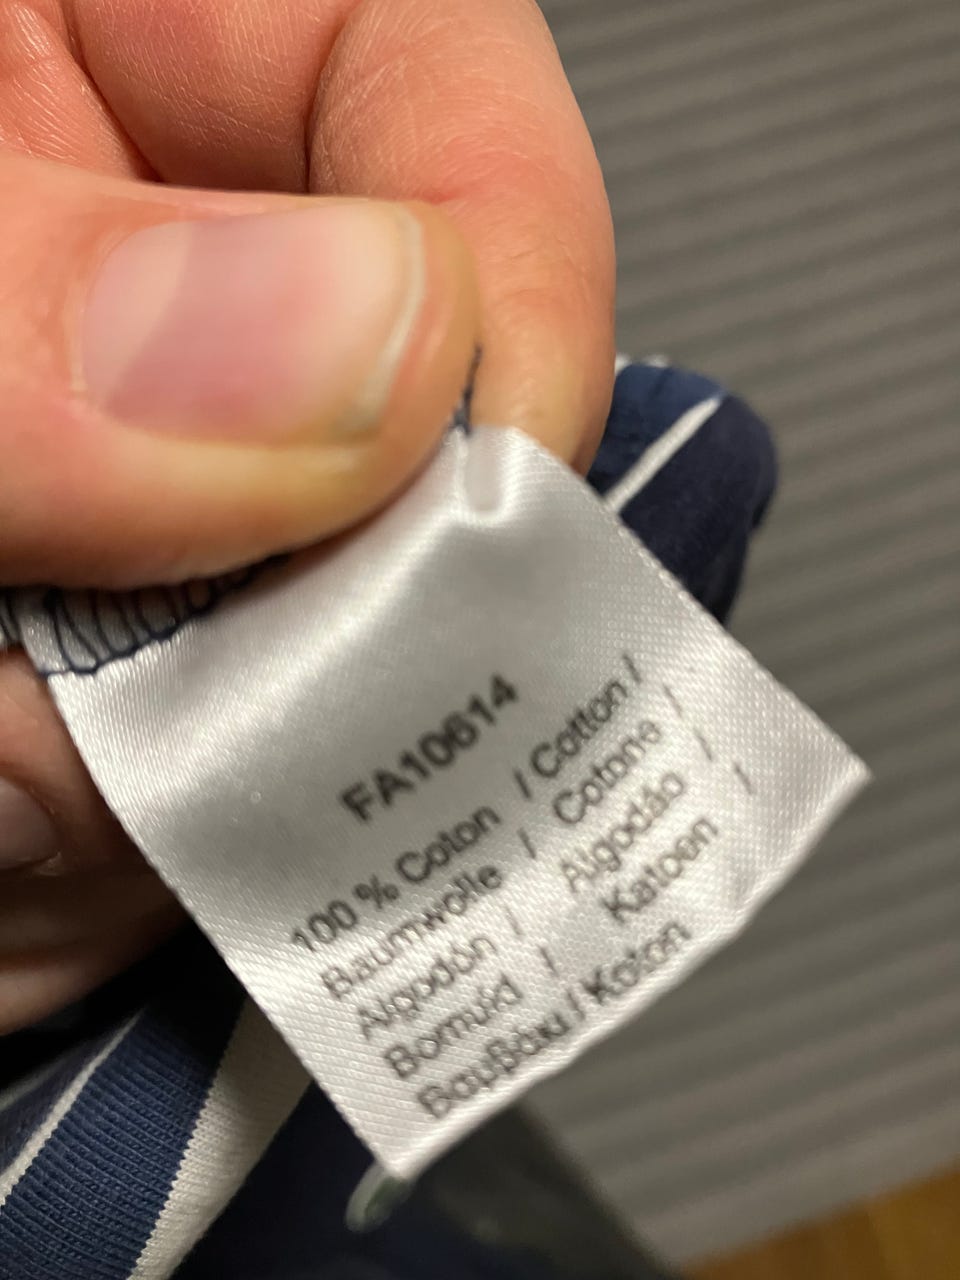 FA10614
100 % Coton / Cotton /
Baumwolle / Cotone /
Algodón / Algodão /
Bomuld / Katoen /
Βαμβάκι / Koton